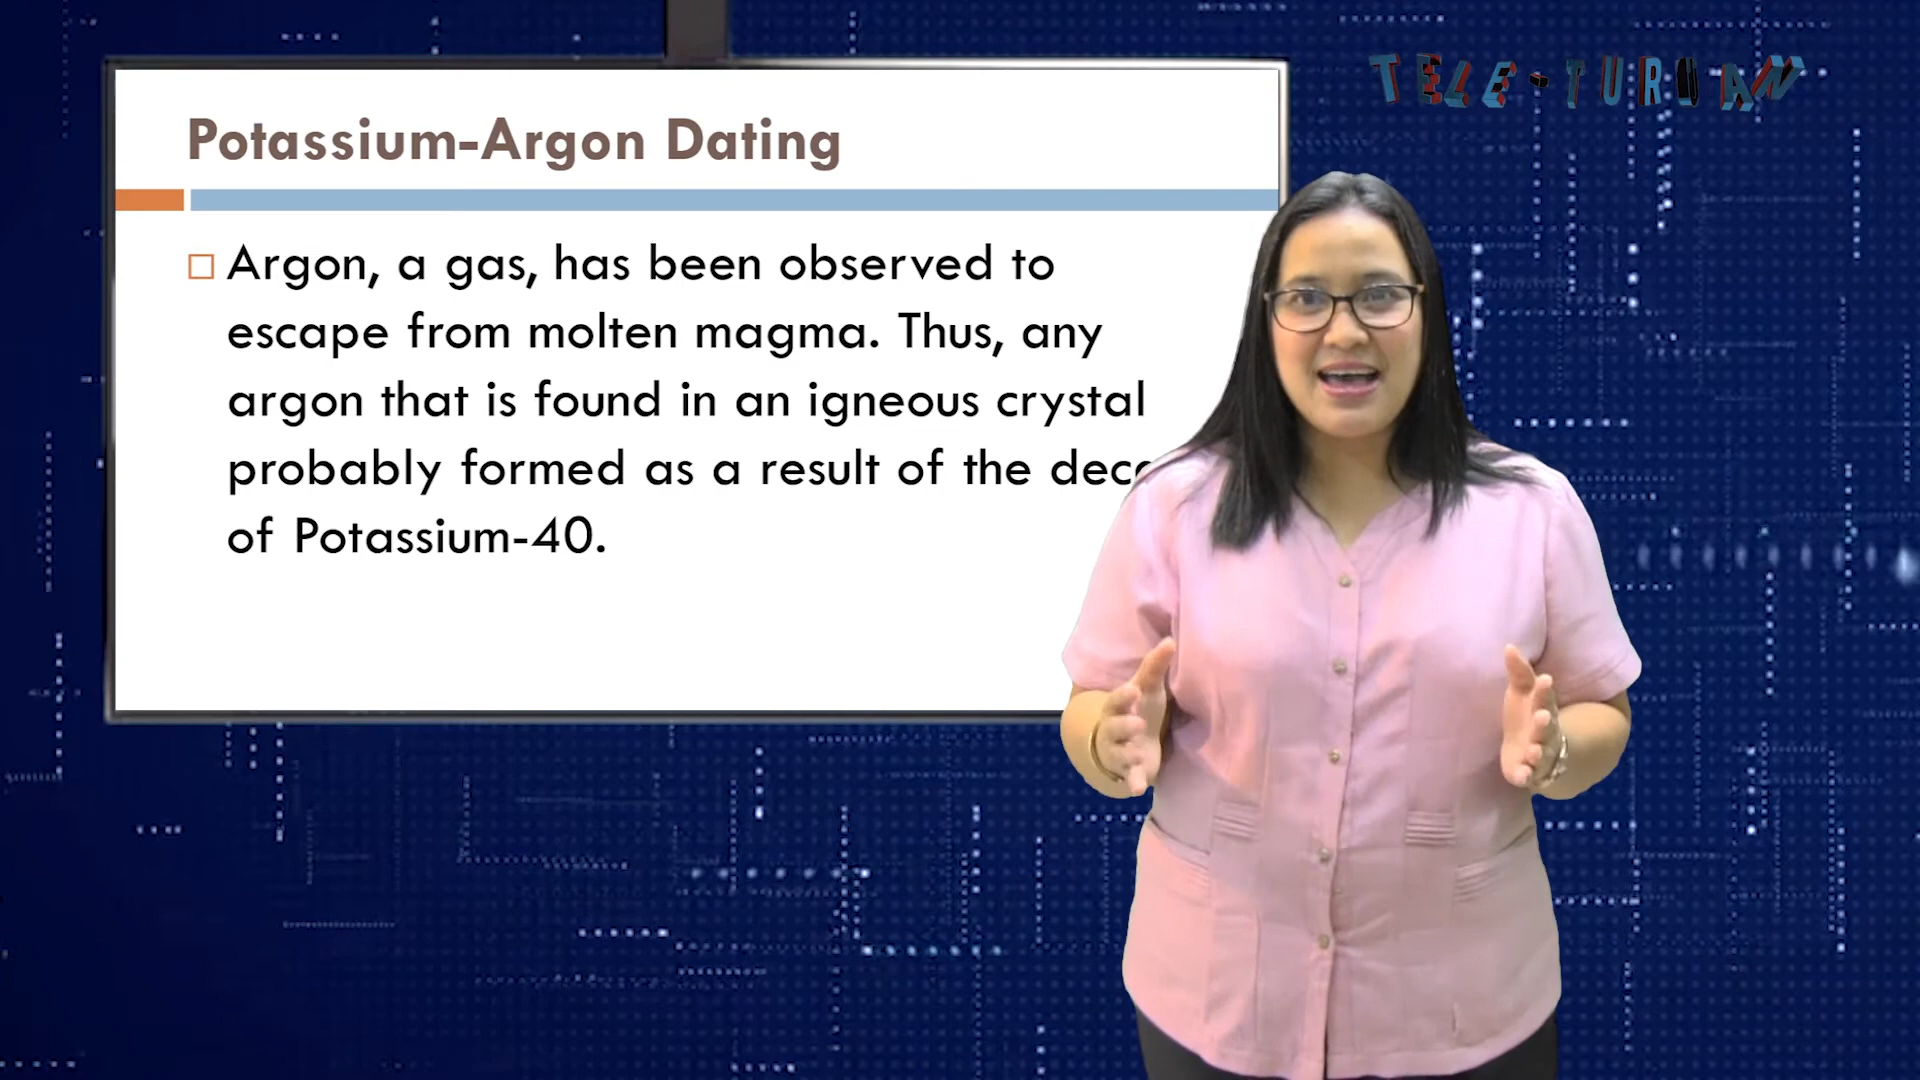 TELE-TURUAN
Potassium-Argon Dating
Argon, a gas, has been observed to
escape from molten magma. Thus, any
argon that is found in an igneous crystal
probably formed as a result of the
of Potassium-40.